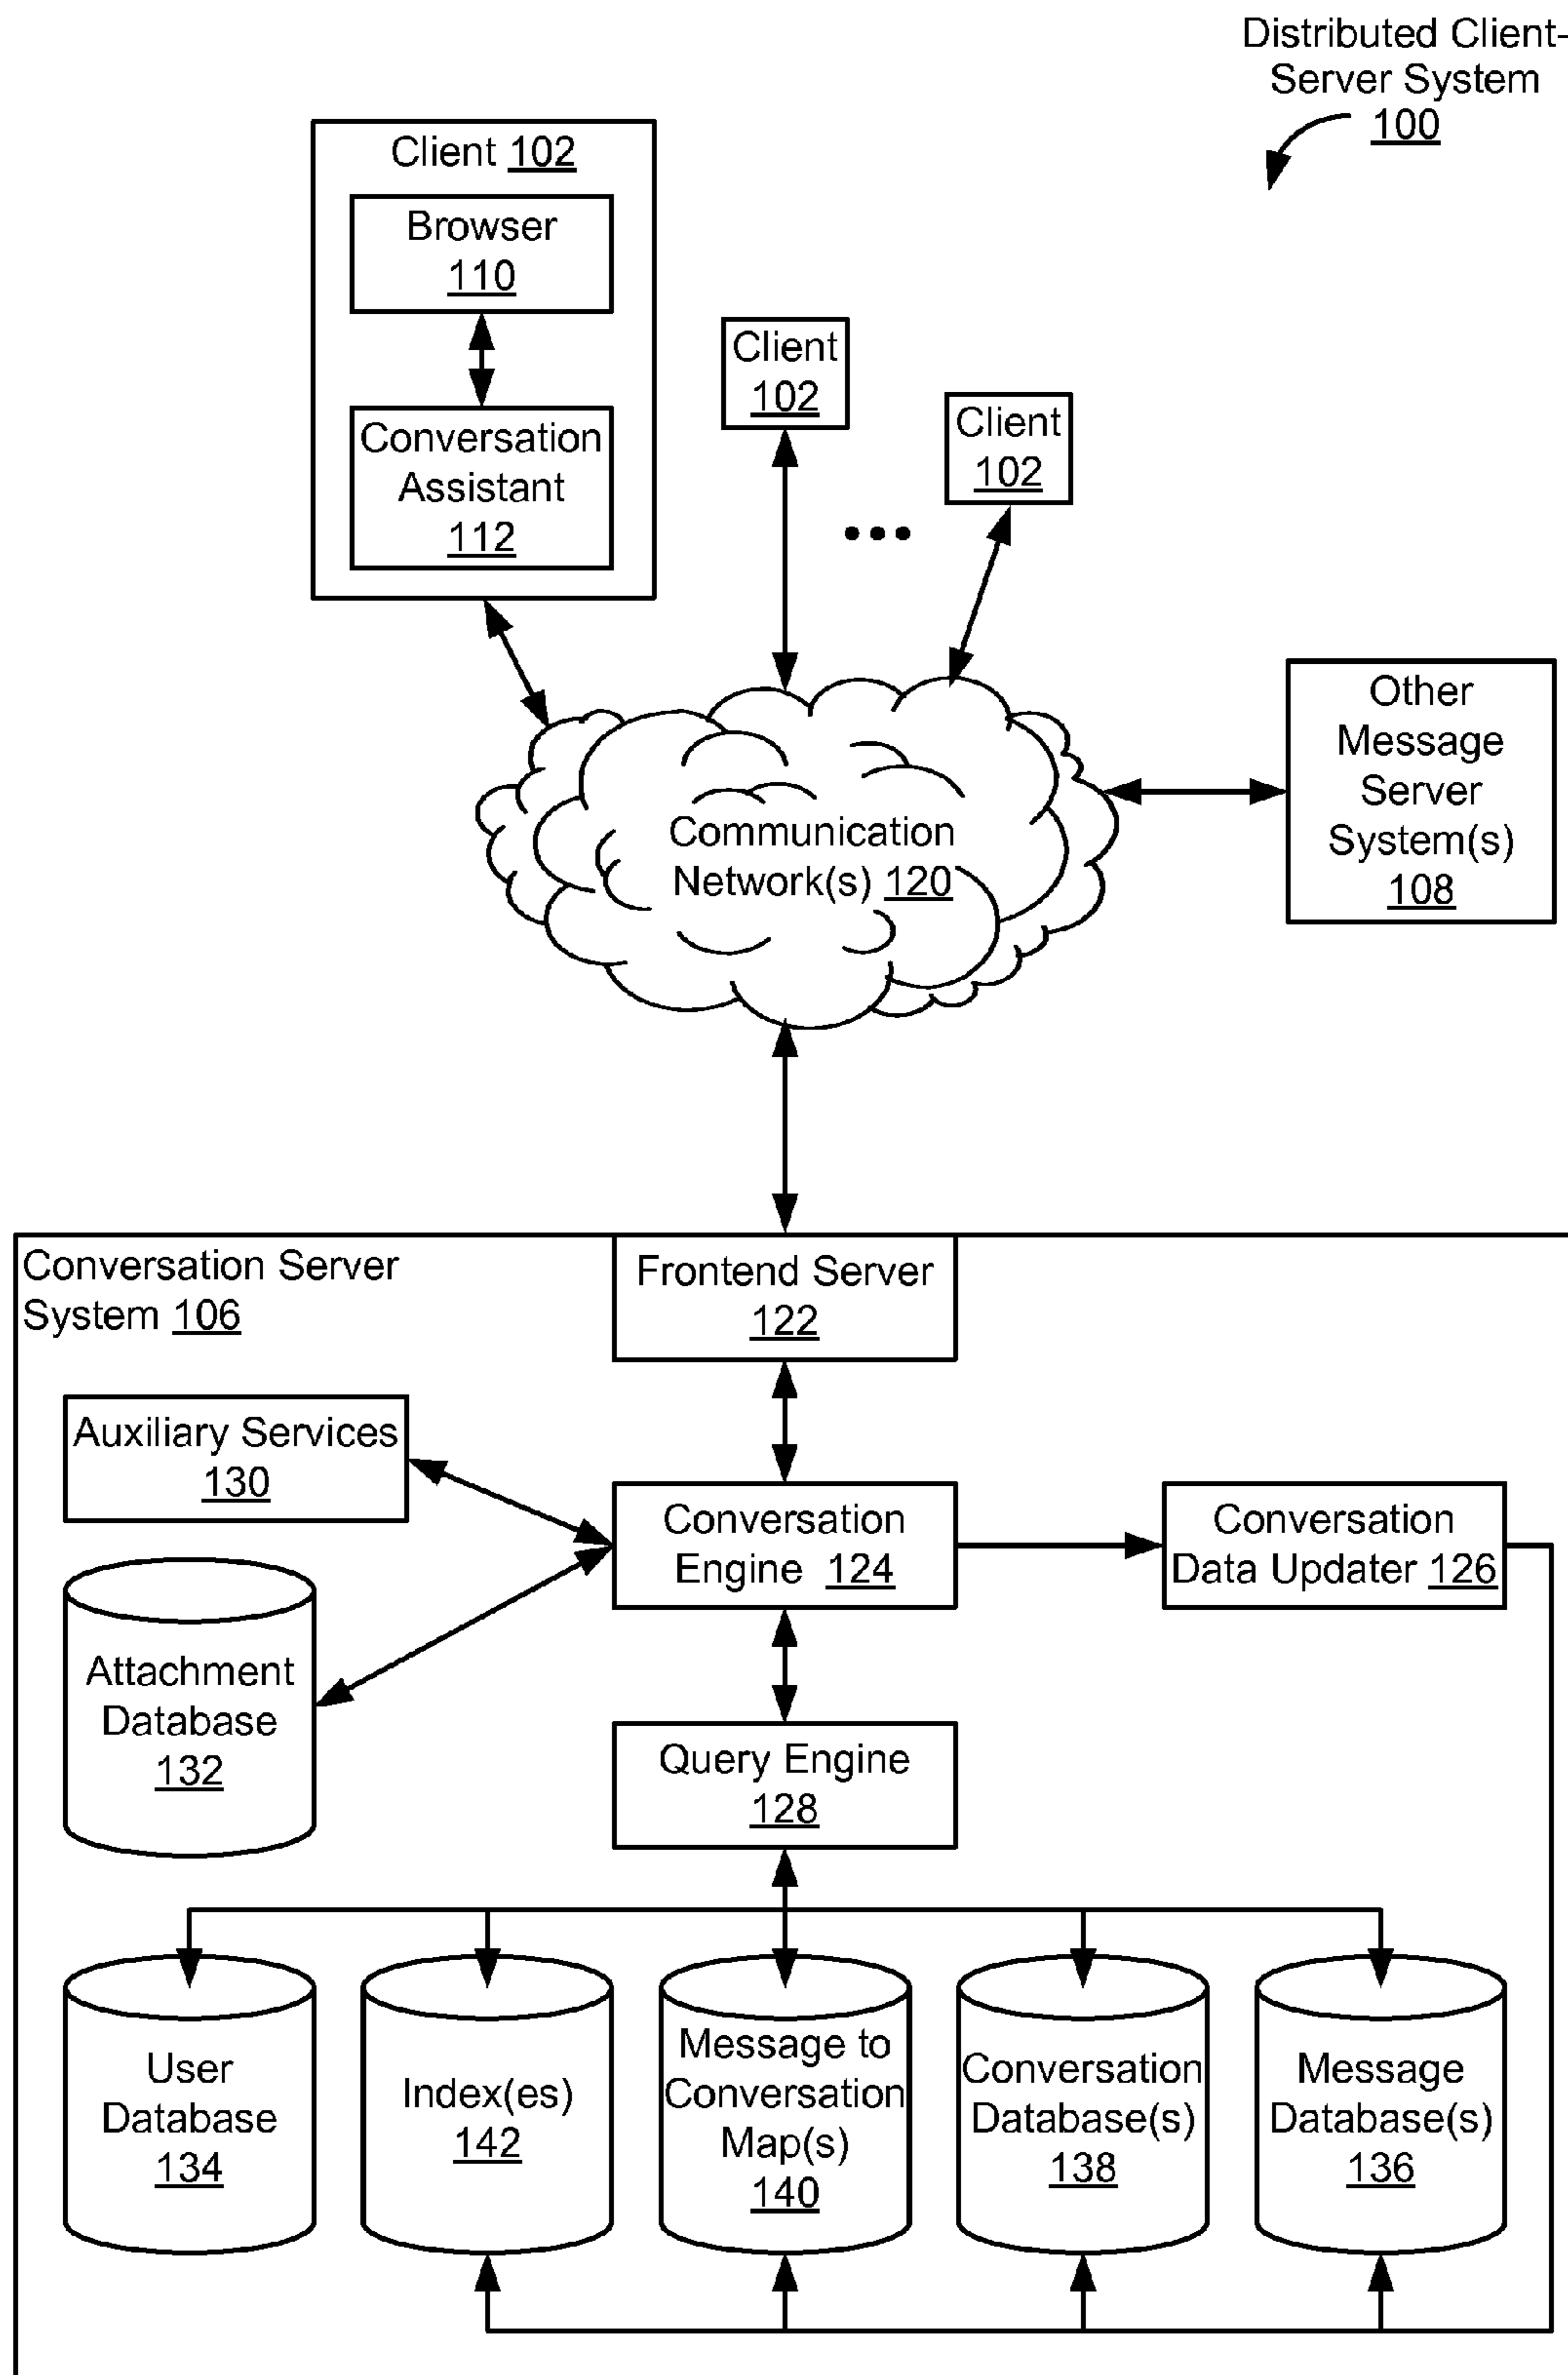 Distributed Client-
Server System
100
Client 102
Browser
110
Conversation
Assistant
112
Client
102
Client
102
Other
Message
Server
System(s)
108
Communication
Network(s) 120
Conversation Server
System 106
Frontend Server
122
Auxiliary Services
130
Conversation
Engine 124
Conversation
Data Updater 126
Attachment
Database
132
Query Engine
128
User
Database
134
Index(es)
142
Message to
Conversation
Map(s)
140
Conversation
Database(s)
138
Message
Database(s)
136